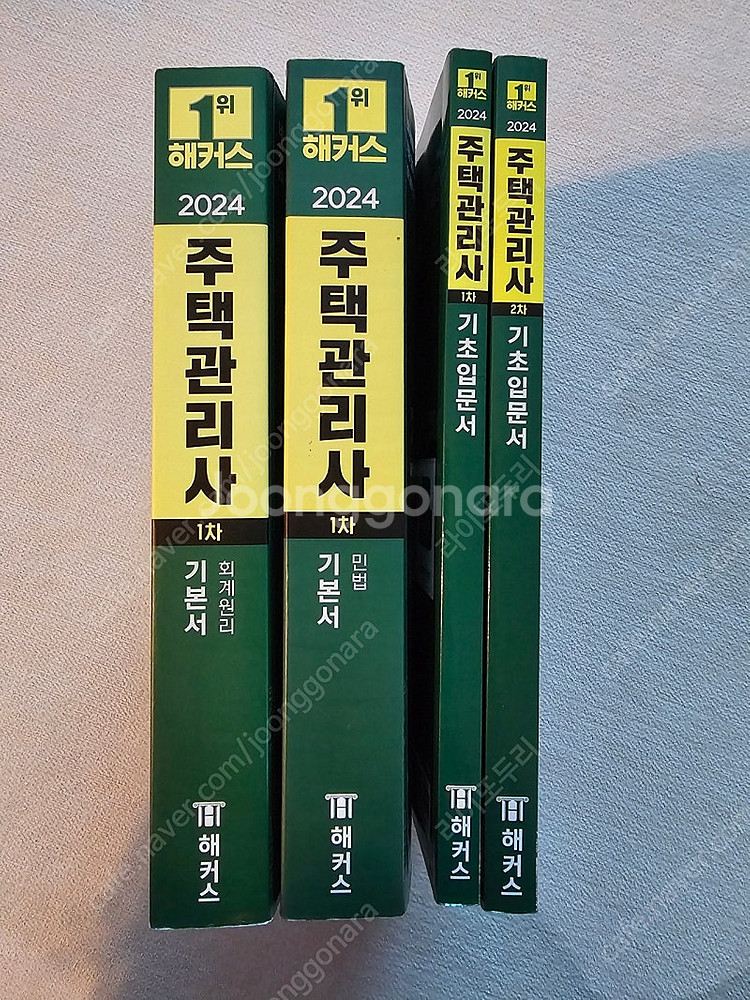 1위
해커스
2024
주택관리사
1차
기본서
회계원리
해커스
1위
해커스
2024
주택관리사
1차
기본서
민법
해커스
1위
해커스
2024
주택관리사
1차
기초입문서
해커스
1위
해커스
2024
주택관리사
2차
기초입문서
해커스
Joonggonara